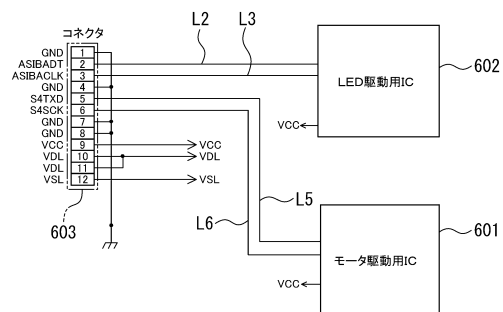 コネクタ
GND 1
ASIBADT 2
ASIBACLK 3
GND 4
S4TXD 5
S4SCK 6
GND 7
GND 8
VCC 9
VDL 10
VDL 11
VSL 12
603
L2
L3
VCC
VDL
VSL
L5
L6
LED駆動用IC
VCC
602
モータ駆動用IC
VCC
601